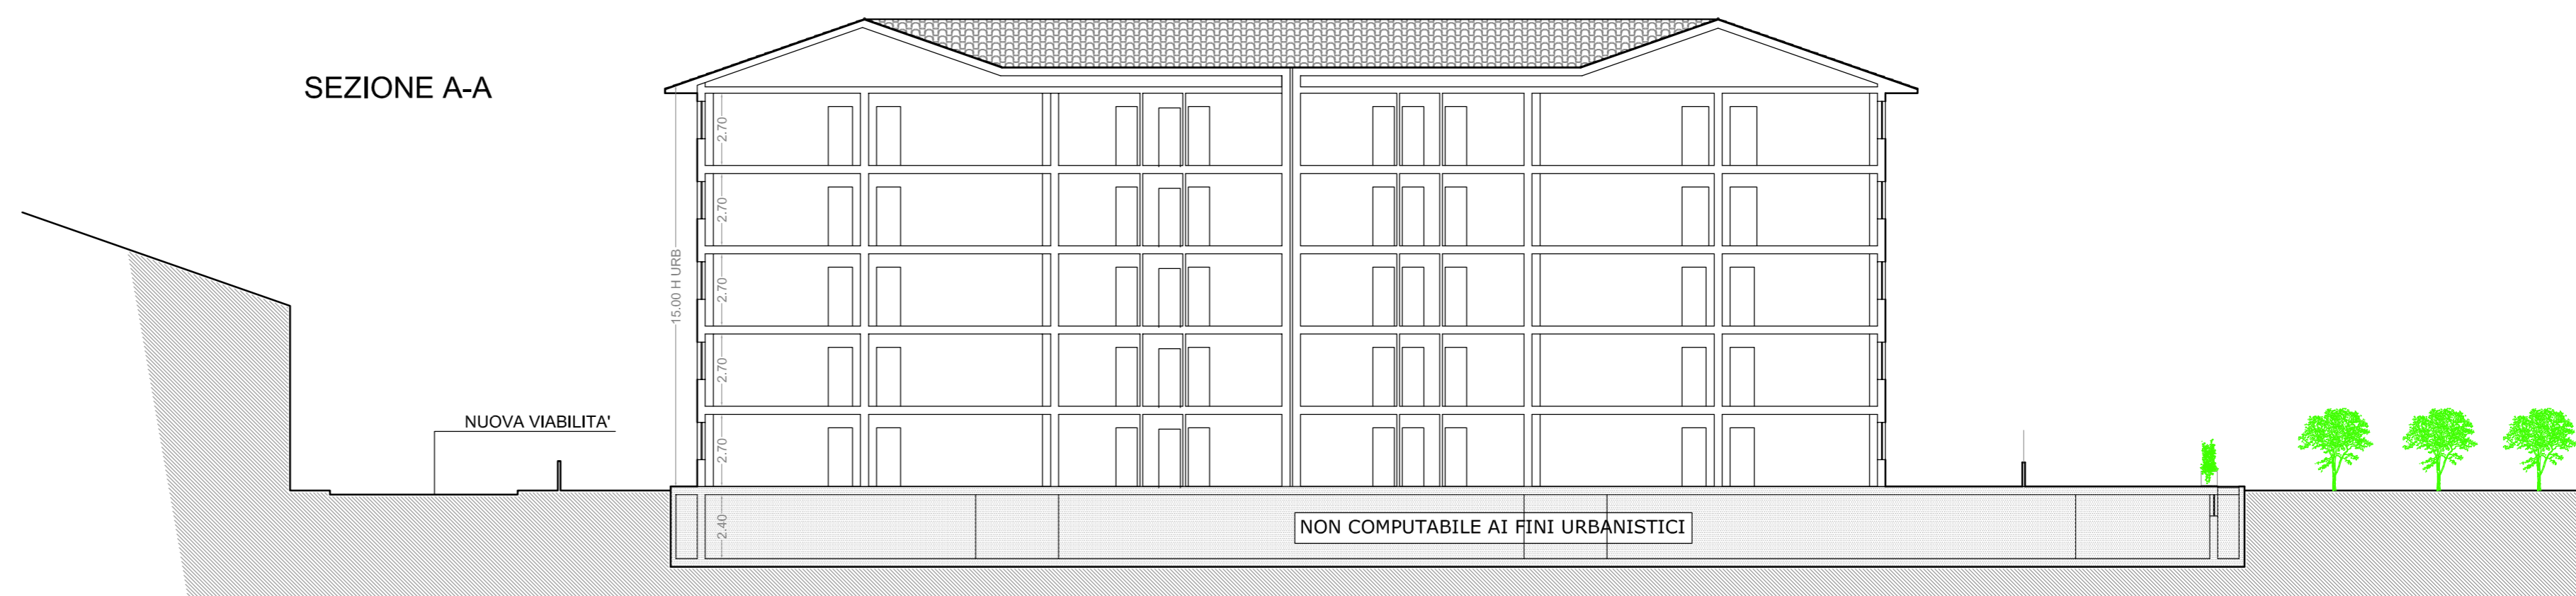 SEZIONE A-A
2.70
2.70
15.00 H URB
2.70
2.70
NUOVA VIABILITA'
2.70
2.40
NON COMPUTABILE AI FINI URBANISTICI